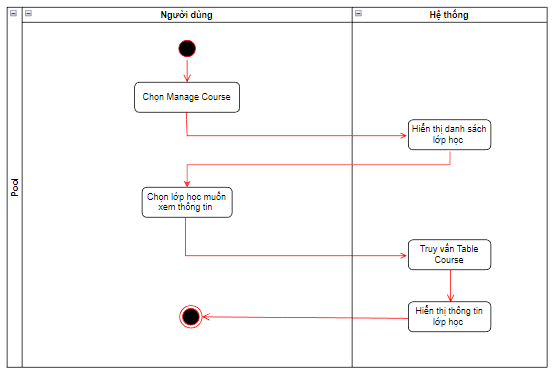 Người dùng
Hệ thống
Pool
Chọn Manage Course
Hiển thị danh sách
lớp học
Chọn lớp học muốn
xem thông tin
Truy vấn Table
Course
Hiển thị thông tin
lớp học